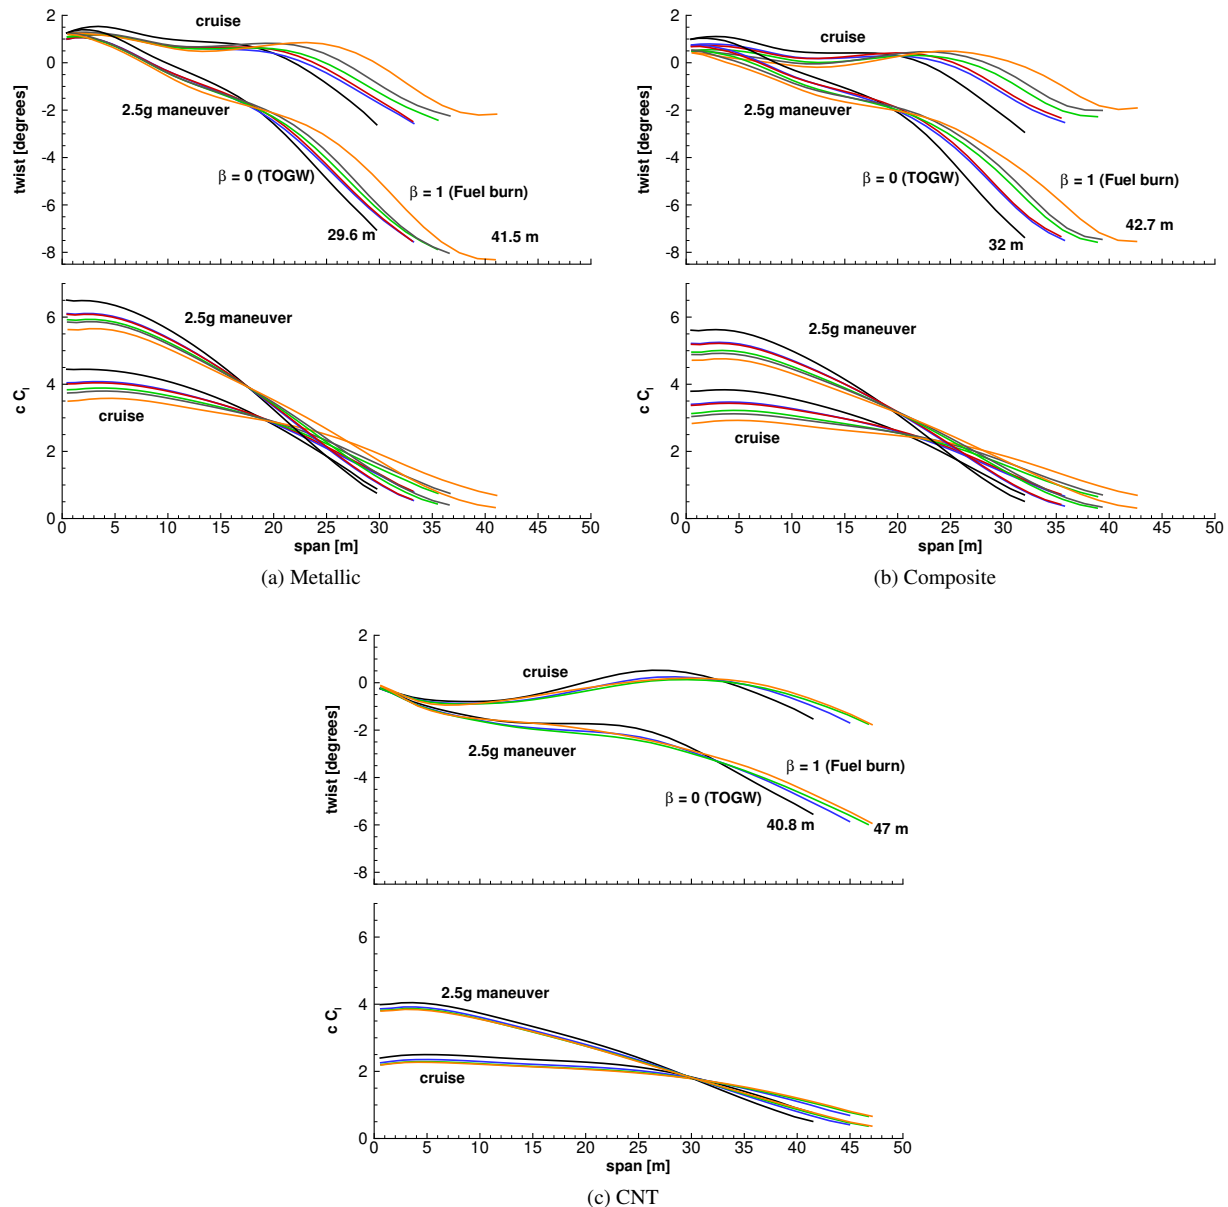 2
0
-2
-4
-6
-8
twist [degrees]
cruise
2.5g maneuver
β = 0 (TOGW)
β = 1 (Fuel burn)
29.6 m
41.5 m
6
4
2
0
c Cl
2.5g maneuver
cruise
0 5 10 15 20 25 30 35 40 45 50
span [m]
(a) Metallic
2
0
-2
-4
-6
-8
twist [degrees]
cruise
2.5g maneuver
β = 0 (TOGW)
β = 1 (Fuel burn)
32 m
42.7 m
6
4
2
0
c Cl
2.5g maneuver
cruise
0 5 10 15 20 25 30 35 40 45 50
span [m]
(b) Composite
2
0
-2
-4
-6
-8
twist [degrees]
cruise
2.5g maneuver
β = 1 (Fuel burn)
β = 0 (TOGW)
40.8 m
47 m
6
4
2
0
c Cl
2.5g maneuver
cruise
0 5 10 15 20 25 30 35 40 45 50
span [m]
(c) CNT